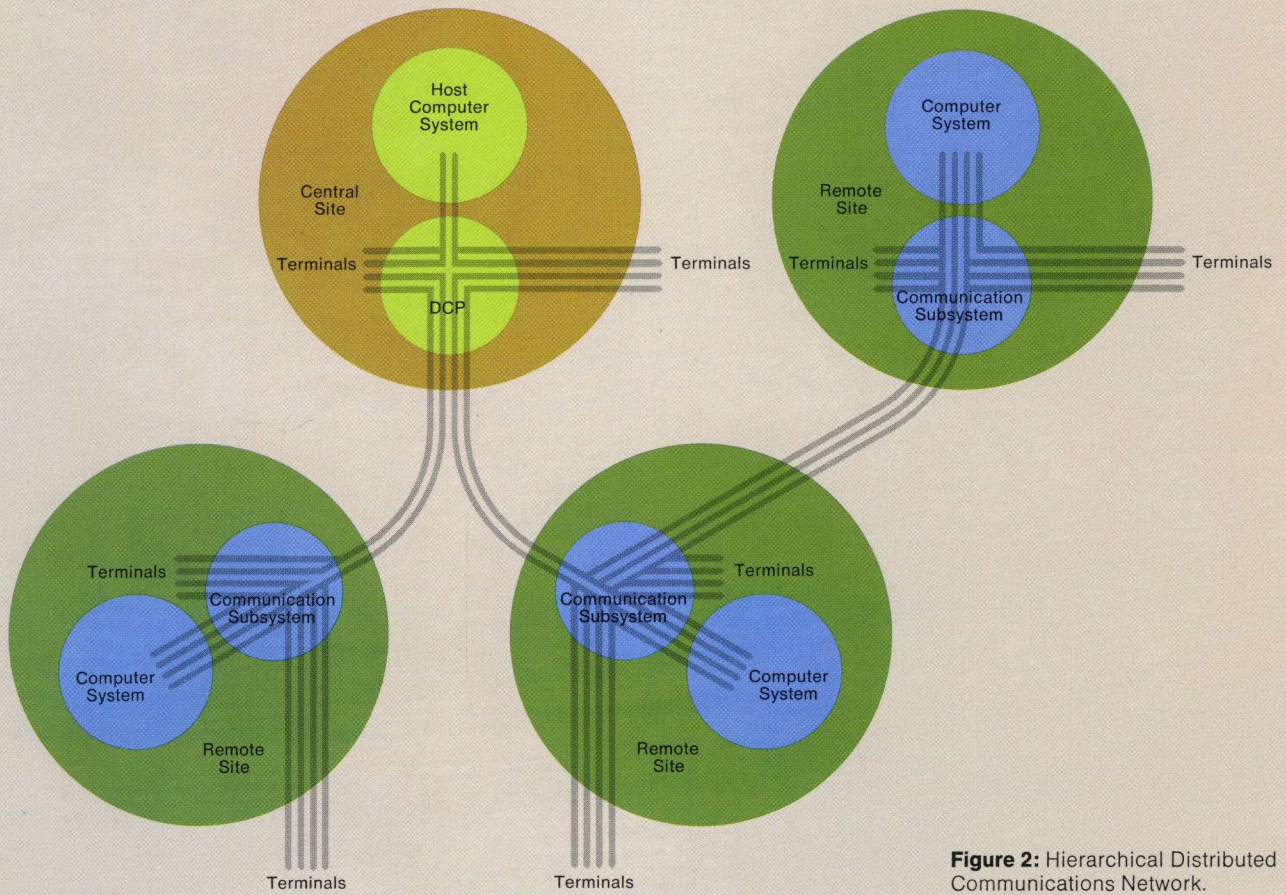 Host
Computer
System
Central
Site
Terminals
Terminals
DCP
Computer
System
Remote
Site
Terminals
Terminals
Communication
Subsystem
Terminals
Communication
Subsystem
Computer
System
Remote
Site
Terminals
Communication
Subsystem
Terminals
Computer
System
Remote
Site
Terminals
Figure 2: Hierarchical Distributed
Communications Network.